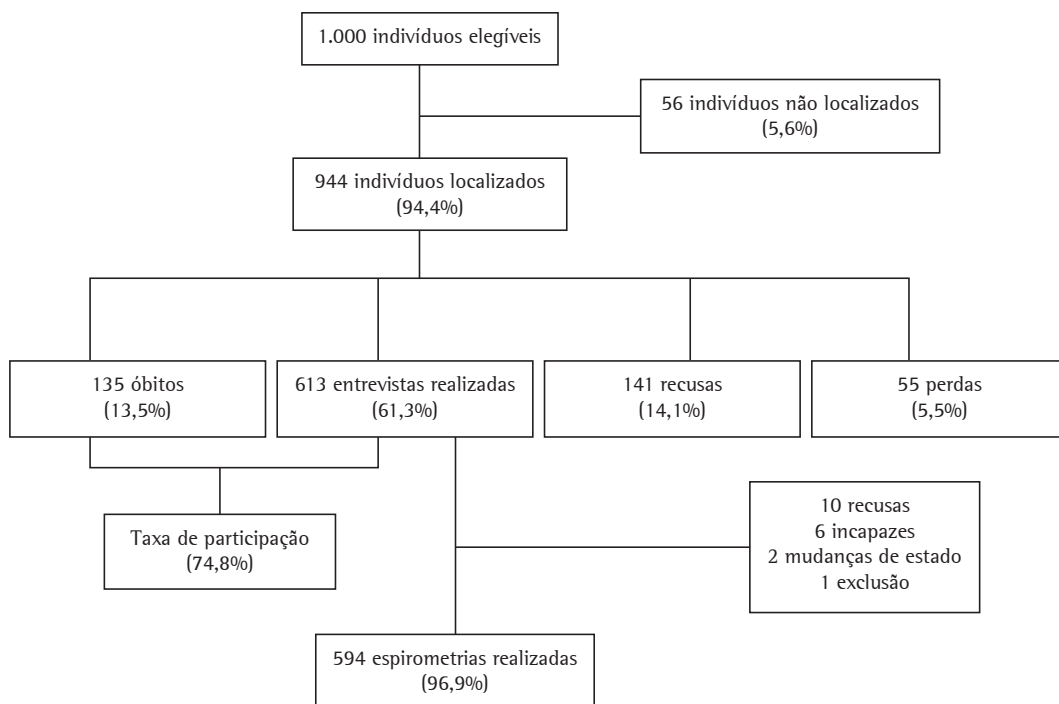 1.000 indivíduos elegíveis
56 indivíduos não localizados
(5,6%)
944 indivíduos localizados
(94,4%)
135 óbitos
(13,5%)
613 entrevistas realizadas
(61,3%)
141 recusas
(14,1%)
55 perdas
(5,5%)
Taxa de participação
(74,8%)
10 recusas
6 incapazes
2 mudanças de estado
1 exclusão
594 espirometrias realizadas
(96,9%)